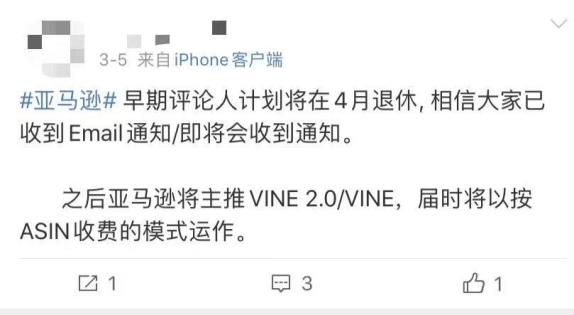 3-5 来自iPhone客户端
#亚马逊# 早期评论人计划将在4月退休, 相信大家已
收到Email通知/即将会收到通知。
之后亚马逊将主推VINE 2.0/VINE，届时将以按
ASIN收费的模式运作。
1 3 1